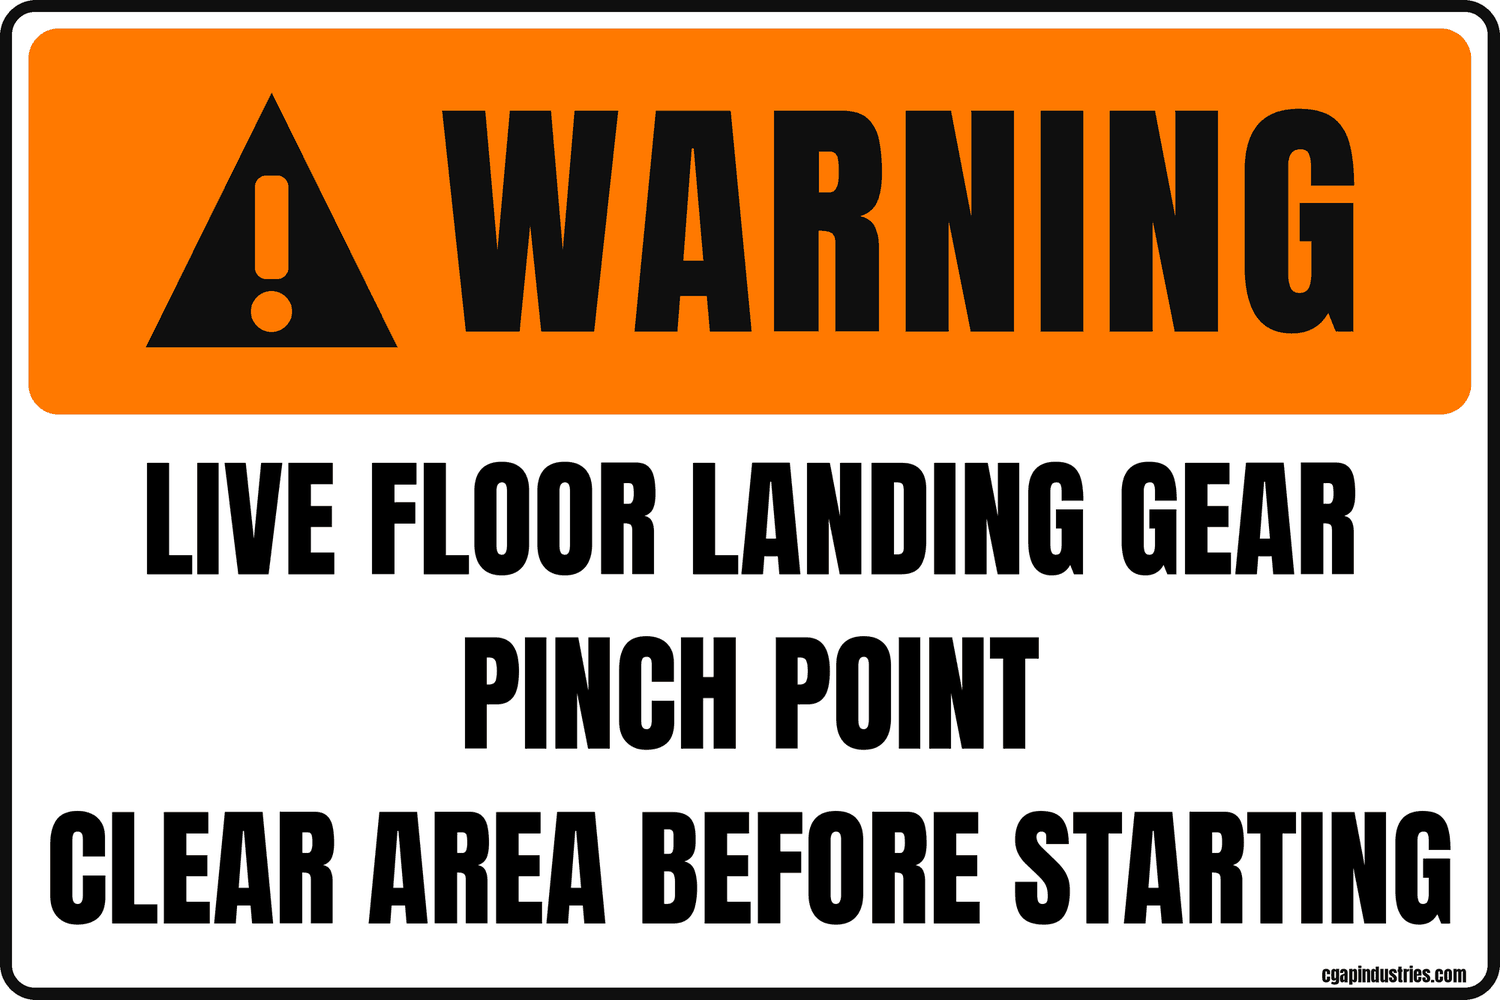 WARNING
LIVE FLOOR LANDING GEAR
PINCH POINT
CLEAR AREA BEFORE STARTING
cgapindustries.com